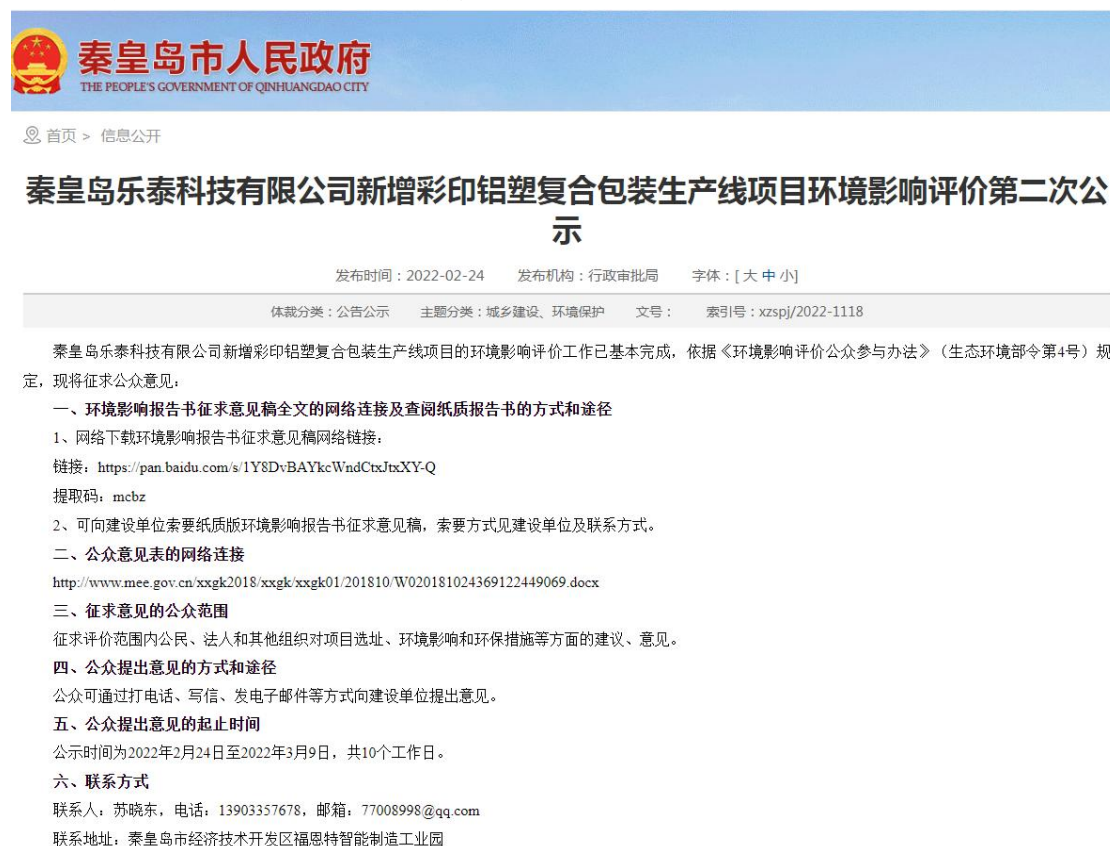 秦皇岛市人民政府
THE PEOPLE'S GOVERNMENT OF QINHUANGDAO CITY
首页 > 信息公开
秦皇岛乐泰科技有限公司新增彩印铝塑复合包装生产线项目环境影响评价第二次公
示
发布时间：2022-02-24 发布机构：行政审批局 字体：[ 大 中 小]
体裁分类：公告公示 主题分类：城乡建设、环境保护 文号： 索引号：xzspj/2022-1118
秦皇岛乐泰科技有限公司新增彩印铝塑复合包装生产线项目的环境影响评价工作已基本完成，依据《环境影响评价公众参与办法》（生态环境部令第4号）规
定，现将征求公众意见：
一、环境影响报告书征求意见稿全文的网络连接及查阅纸质报告书的方式和途径
1、网络下载环境影响报告书征求意见稿网络链接：
链接：https://pan.baidu.com/s/1Y8DvBAYkcWndCtxJtxXY-Q
提取码：mcbz
2、可向建设单位索要纸质版环境影响报告书征求意见稿，索要方式见建设单位及联系方式。
二、公众意见表的网络连接
http://www.mee.gov.cn/xxgk2018/xxgk/xxgk01/201810/W020181024369122449069.docx
三、征求意见的公众范围
征求评价范围内公民、法人和其他组织对项目选址、环境影响和环保措施等方面的建议、意见。
四、公众提出意见的方式和途径
公众可通过打电话、写信、发电子邮件等方式向建设单位提出意见。
五、公众提出意见的起止时间
公示时间为2022年2月24日至2022年3月9日，共10个工作日。
六、联系方式
联系人：苏晓东，电话：13903357678，邮箱：77008998@qq.com
联系地址：秦皇岛市经济技术开发区福恩特智能制造工业园